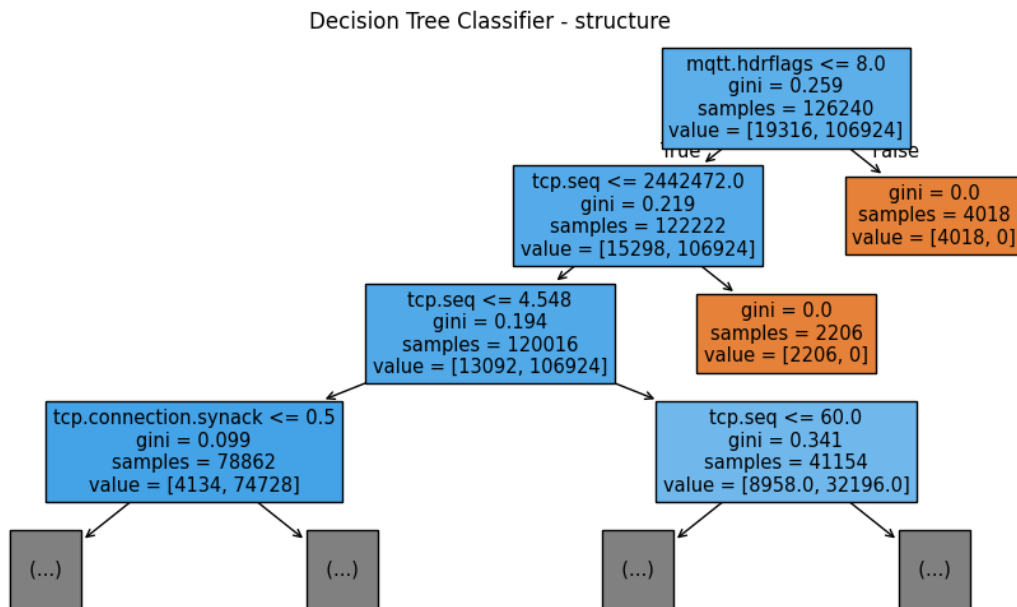 Decision Tree Classifier - structure
mqtt.hdrflags <= 8.0
gini = 0.259
samples = 126240
value = [19316, 106924]
True
False
tcp.seq <= 2442472.0
gini = 0.219
samples = 122222
value = [15298, 106924]
gini = 0.0
samples = 4018
value = [4018, 0]
tcp.seq <= 4.548
gini = 0.194
samples = 120016
value = [13092, 106924]
gini = 0.0
samples = 2206
value = [2206, 0]
tcp.connection.synack <= 0.5
gini = 0.099
samples = 78862
value = [4134, 74728]
tcp.seq <= 60.0
gini = 0.341
samples = 41154
value = [8958.0, 32196.0]
(...)
(...)
(...)
(...)